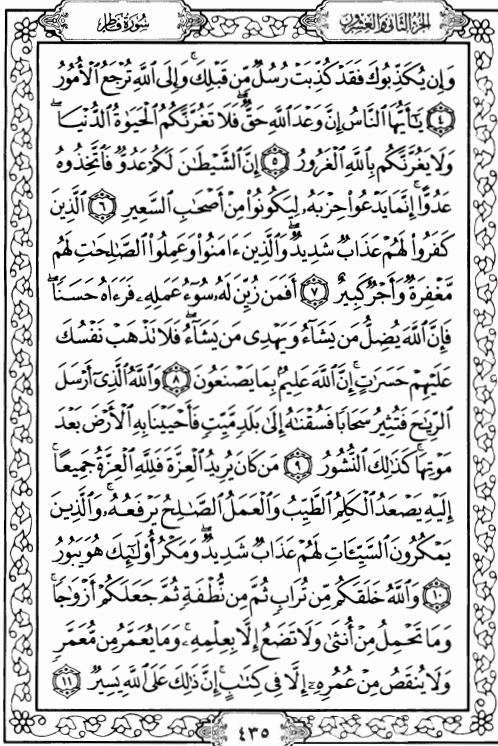 الجزء الثاني والعشرون
سورة فاطر
وَإِن يُكَذِّبُوكَ فَقَدْ كُذِّبَتْ رُسُلٌ مِّن قَبْلِكَ ۚ وَإِلَى ٱللَّهِ تُرْجَعُ ٱلْأُمُورُ
٤ يَـٰٓأَيُّهَا ٱلنَّاسُ إِنَّ وَعْدَ ٱللَّهِ حَقٌّ ۖ فَلَا تَغُرَّنَّكُمُ ٱلْحَيَوٰةُ ٱلدُّنْيَا ۖ
وَلَا يَغُرَّنَّكُم بِٱللَّهِ ٱلْغَرُورُ ٥ إِنَّ ٱلشَّيْطَـٰنَ لَكُمْ عَدُوٌّ فَٱتَّخِذُوهُ
عَدُوًّا ۚ إِنَّمَا يَدْعُوا۟ حِزْبَهُۥ لِيَكُونُوا۟ مِنْ أَصْحَـٰبِ ٱلسَّعِيرِ ٦ ٱلَّذِينَ
كَفَرُوا۟ لَهُمْ عَذَابٌ شَدِيدٌ ۖ وَٱلَّذِينَ ءَامَنُوا۟ وَعَمِلُوا۟ ٱلصَّـٰلِحَـٰتِ لَهُم
مَّغْفِرَةٌ وَأَجْرٌ كَبِيرٌ ٧ أَفَمَن زُيِّنَ لَهُۥ سُوٓءُ عَمَلِهِۦ فَرَءَاهُ حَسَنًا ۖ
فَإِنَّ ٱللَّهَ يُضِلُّ مَن يَشَآءُ وَيَهْدِى مَن يَشَآءُ ۖ فَلَا تَذْهَبْ نَفْسُكَ
عَلَيْهِمْ حَسَرَٰتٍ ۚ إِنَّ ٱللَّهَ عَلِيمٌۢ بِمَا يَصْنَعُونَ ٨ وَٱللَّهُ ٱلَّذِىٓ أَرْسَلَ
ٱلرِّيَـٰحَ فَتُثِيرُ سَحَابًا فَسُقْنَـٰهُ إِلَىٰ بَلَدٍ مَّيِّتٍ فَأَحْيَيْنَا بِهِ ٱلْأَرْضَ بَعْدَ
مَوْتِهَا ۚ كَذَٰلِكَ ٱلنُّشُورُ ٩ مَن كَانَ يُرِيدُ ٱلْعِزَّةَ فَلِلَّهِ ٱلْعِزَّةُ جَمِيعًا ۚ
إِلَيْهِ يَصْعَدُ ٱلْكَلِمُ ٱلطَّيِّبُ وَٱلْعَمَلُ ٱلصَّـٰلِحُ يَرْفَعُهُۥ ۚ وَٱلَّذِينَ
يَمْكُرُونَ ٱلسَّيِّـَٔاتِ لَهُمْ عَذَابٌ شَدِيدٌ ۖ وَمَكْرُ أُو۟لَـٰٓئِكَ هُوَ يَبُورُ
١٠ وَٱللَّهُ خَلَقَكُم مِّن تُرَابٍ ثُمَّ مِن نُّطْفَةٍ ثُمَّ جَعَلَكُمْ أَزْوَٰجًا ۚ
وَمَا تَحْمِلُ مِنْ أُنثَىٰ وَلَا تَضَعُ إِلَّا بِعِلْمِهِۦ ۚ وَمَا يُعَمَّرُ مِن مُّعَمَّرٍ
وَلَا يُنقَصُ مِنْ عُمُرِهِۦٓ إِلَّا فِى كِتَـٰبٍ ۚ إِنَّ ذَٰلِكَ عَلَى ٱللَّهِ يَسِيرٌ ١١
٤٣٥